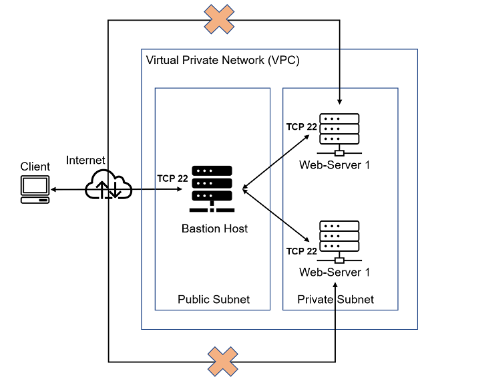 Virtual Private Network (VPC)
Internet
Client
TCP 22
Bastion Host
Public Subnet
TCP 22
Web-Server 1
TCP 22
Web-Server 1
Private Subnet